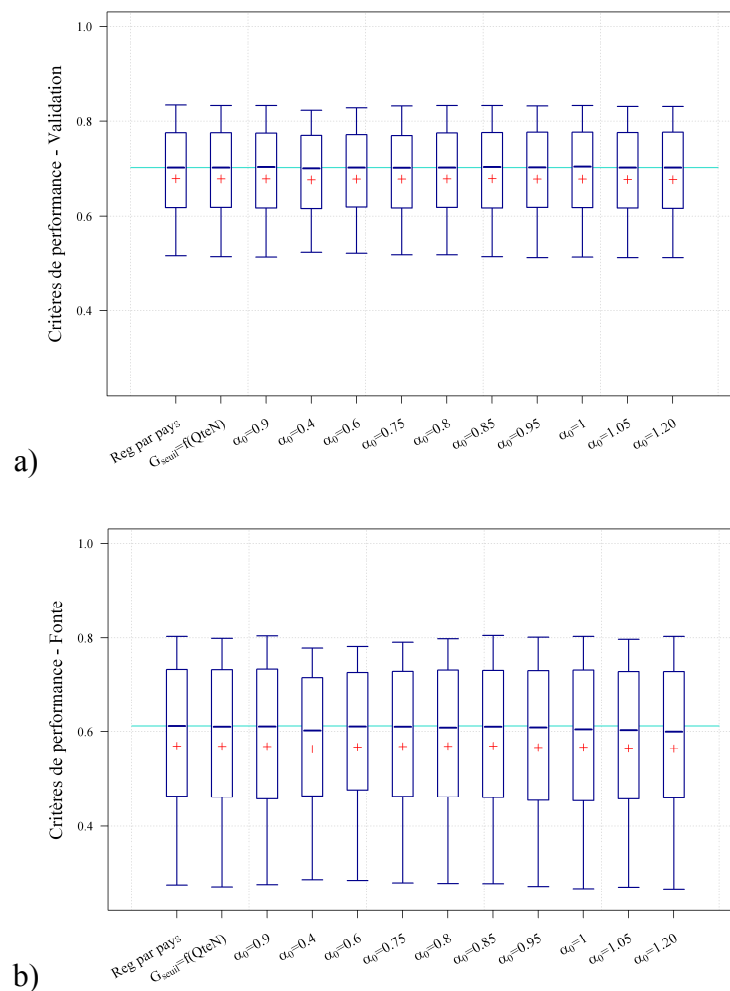 Critères de performance - Validation
1.0
0.8
0.6
0.4
Reg par pays
G_seuil=f(QteN)
α₀=0.9
α₀=0.4
α₀=0.6
α₀=0.75
α₀=0.8
α₀=0.85
α₀=0.95
α₀=1
α₀=1.05
α₀=1.20
a)
Critères de performance - Fonte
1.0
0.8
0.6
0.4
Reg par pays
G_seuil=f(QteN)
α₀=0.9
α₀=0.4
α₀=0.6
α₀=0.75
α₀=0.8
α₀=0.85
α₀=0.95
α₀=1
α₀=1.05
α₀=1.20
b)